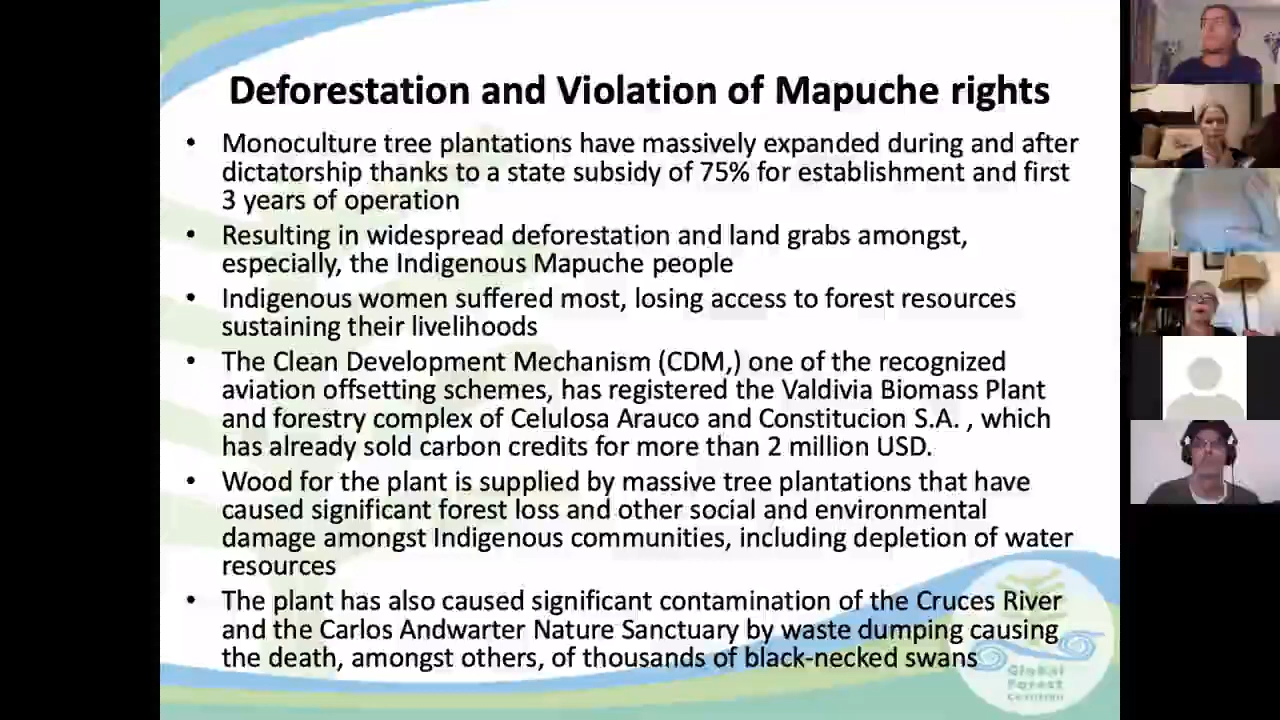 Deforestation and Violation of Mapuche rights
• Monoculture tree plantations have massively expanded during and after
dictatorship thanks to a state subsidy of 75% for establishment and first
3 years of operation
• Resulting in widespread deforestation and land grabs amongst,
especially, the Indigenous Mapuche people
• Indigenous women suffered most, losing access to forest resources
sustaining their livelihoods
• The Clean Development Mechanism (CDM,) one of the recognized
aviation offsetting schemes, has registered the Valdivia Biomass Plant
and forestry complex of Celulosa Arauco and Constitucion S.A. , which
has already sold carbon credits for more than 2 million USD.
• Wood for the plant is supplied by massive tree plantations that have
caused significant forest loss and other social and environmental
damage amongst Indigenous communities, including depletion of water
resources
• The plant has also caused significant contamination of the Cruces River
and the Carlos Andwarter Nature Sanctuary by waste dumping causing
the death, amongst others, of thousands of black-necked swans
Global
Forest
Coalition